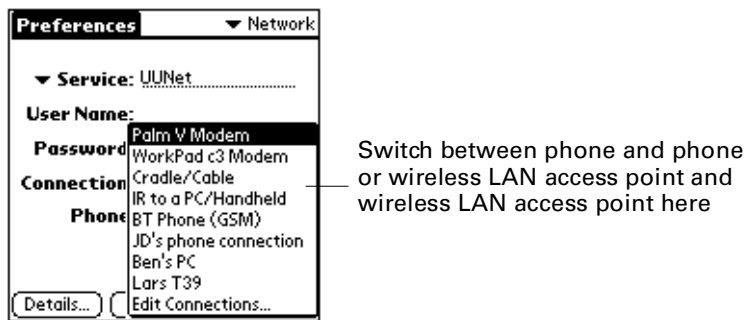 Preferences ▼ Network
▼ Service: UUNet
User Name:
Password
Connection
Phone
Palm V Modem
WorkPad c3 Modem
Cradle/Cable
IR to a PC/Handheld
BT Phone (GSM)
JD's phone connection
Ben's PC
Lars T39
Edit Connections...
Details...
Switch between phone and phone
or wireless LAN access point and
wireless LAN access point here